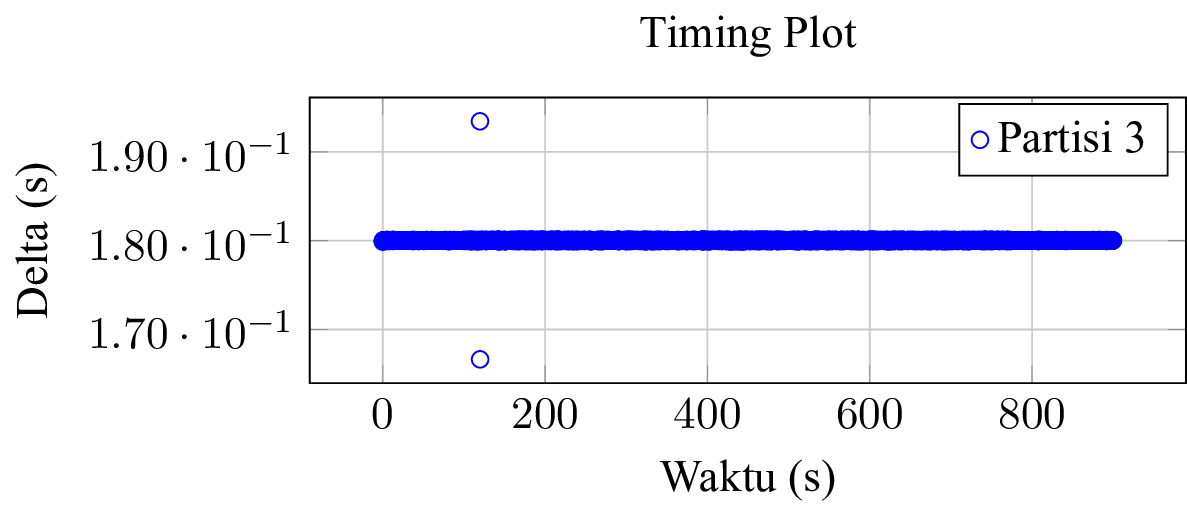 Timing Plot
Partisi 3
Delta (s)
1.90 · 10⁻¹
1.80 · 10⁻¹
1.70 · 10⁻¹
0 200 400 600 800
Waktu (s)